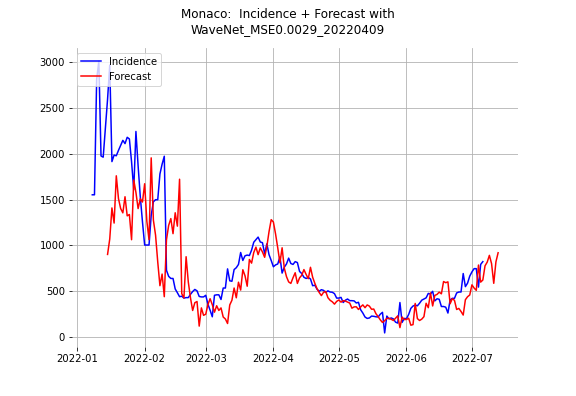 Monaco:  Incidence + Forecast with
WaveNet_MSE0.0029_20220409
Incidence
Forecast
3000
2500
2000
1500
1000
500
0
2022-01 2022-02 2022-03 2022-04 2022-05 2022-06 2022-07